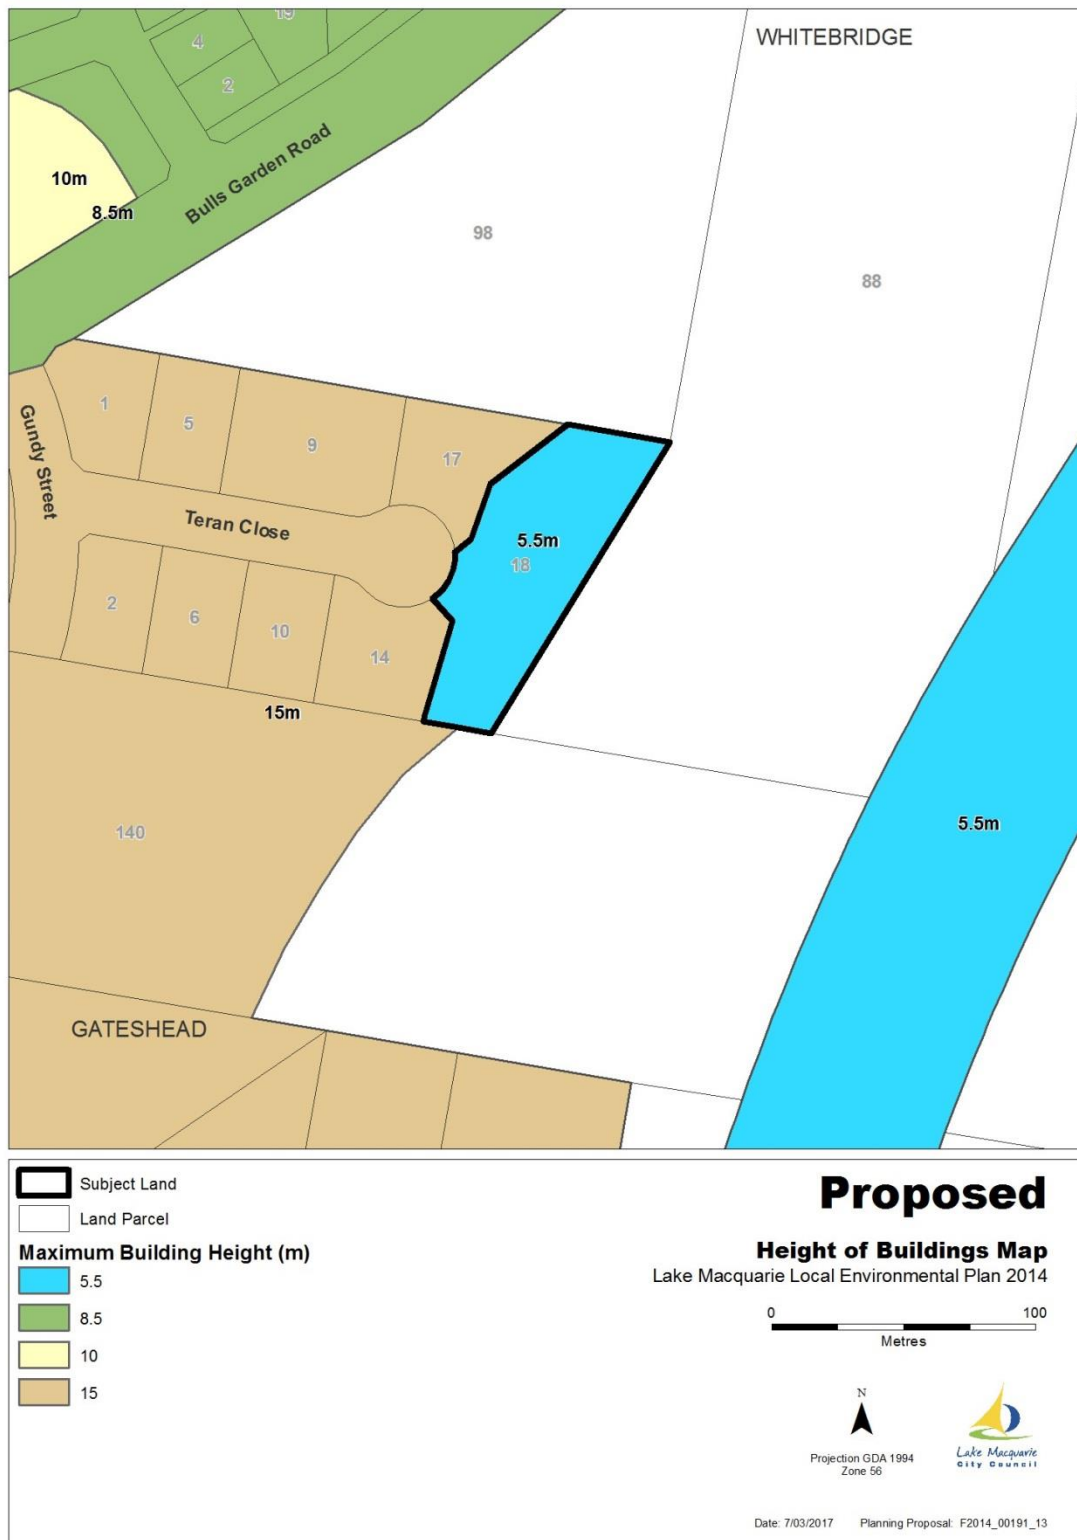 19
WHITEBRIDGE
4
2
Bulls Garden Road
10m
8.5m
98
88
1
5
9
17
Gundy Street
Teran Close
5.5m
18
2
6
10
14
15m
140
5.5m
GATESHEAD
Subject Land
Land Parcel
Maximum Building Height (m)
5.5
8.5
10
15
Proposed
Height of Buildings Map
Lake Macquarie Local Environmental Plan 2014
0 100
Metres
N
Projection GDA 1994
Zone 56
Lake Macquarie
City Council
Date: 7/03/2017 Planning Proposal: F2014_00191_13